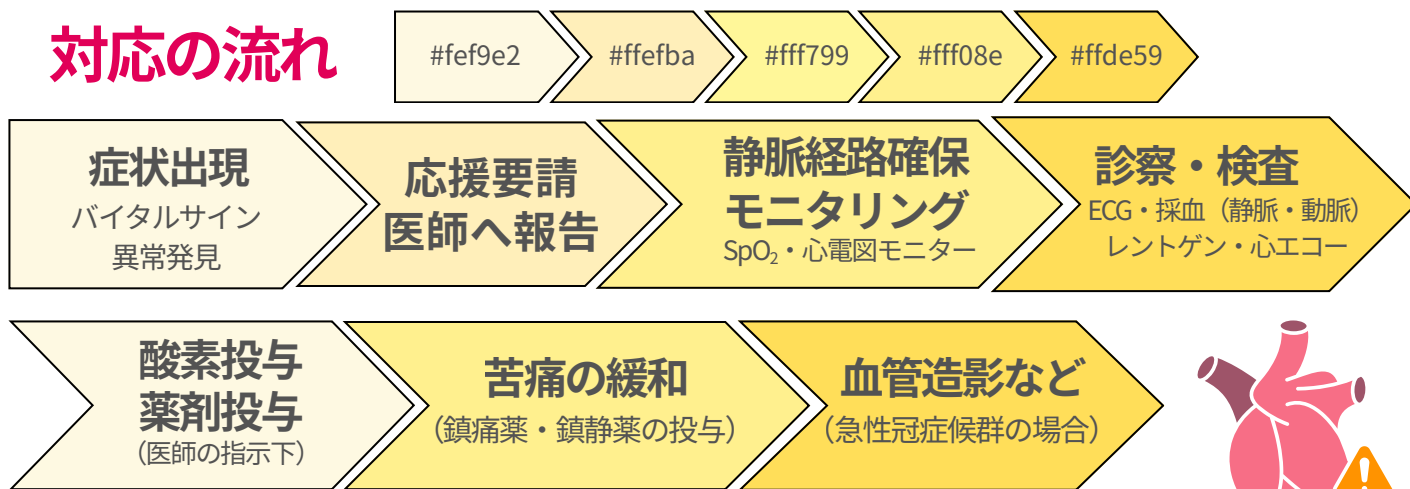 対応の流れ
#fef9e2
#ffefba
#fff799
#fff08e
#ffde59
症状出現
バイタルサイン
異常発見
応援要請
医師へ報告
静脈経路確保
モニタリング
SpO₂・心電図モニター
診察・検査
ECG・採血（静脈・動脈）
レントゲン・心エコー
酸素投与
薬剤投与
（医師の指示下）
苦痛の緩和
（鎮痛薬・鎮静薬の投与）
血管造影など
（急性冠症候群の場合）
!